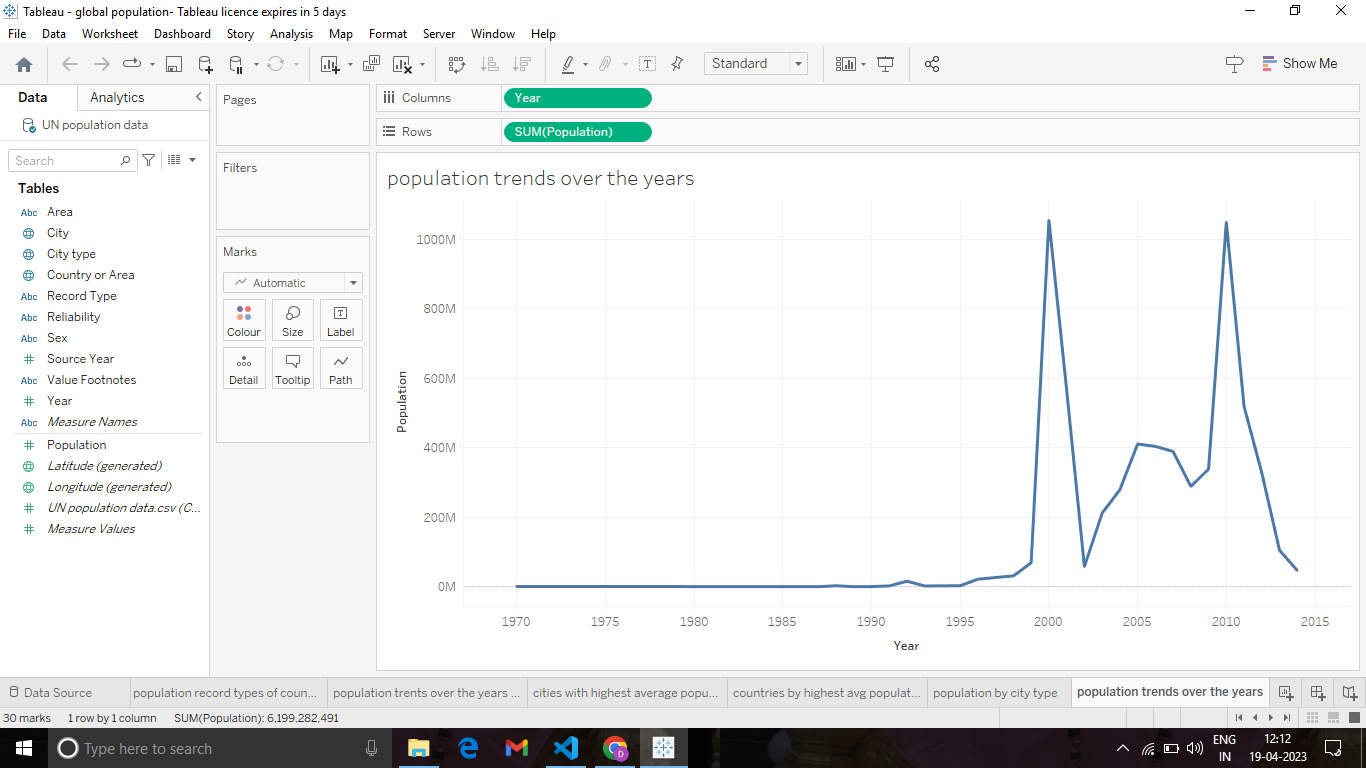 Tableau - global population- Tableau licence expires in 5 days
File Data Worksheet Dashboard Story Analysis Map Format Server Window Help
Standard
Show Me
Data Analytics
UN population data
Search
Tables
Abc Area
City
City type
Country or Area
Abc Record Type
Abc Reliability
Abc Sex
Source Year
Abc Value Footnotes
Year
Abc Measure Names
Population
Latitude (generated)
Longitude (generated)
UN population data.csv (C...
Measure Values
Pages
Filters
Marks
Automatic
Colour Size Label
Detail Tooltip Path
Columns Year
Rows SUM(Population)
population trends over the years
1000M
800M
600M
400M
200M
0M
Population
1970 1975 1980 1985 1990 1995 2000 2005 2010 2015
Year
Data Source population record types of coun... population trents over the years ... cities with highest average popu... countries by highest avg populat... population by city type population trends over the years
30 marks 1 row by 1 column SUM(Population): 6,199,282,491
Type here to search
D
ENG
IN
12:12
19-04-2023